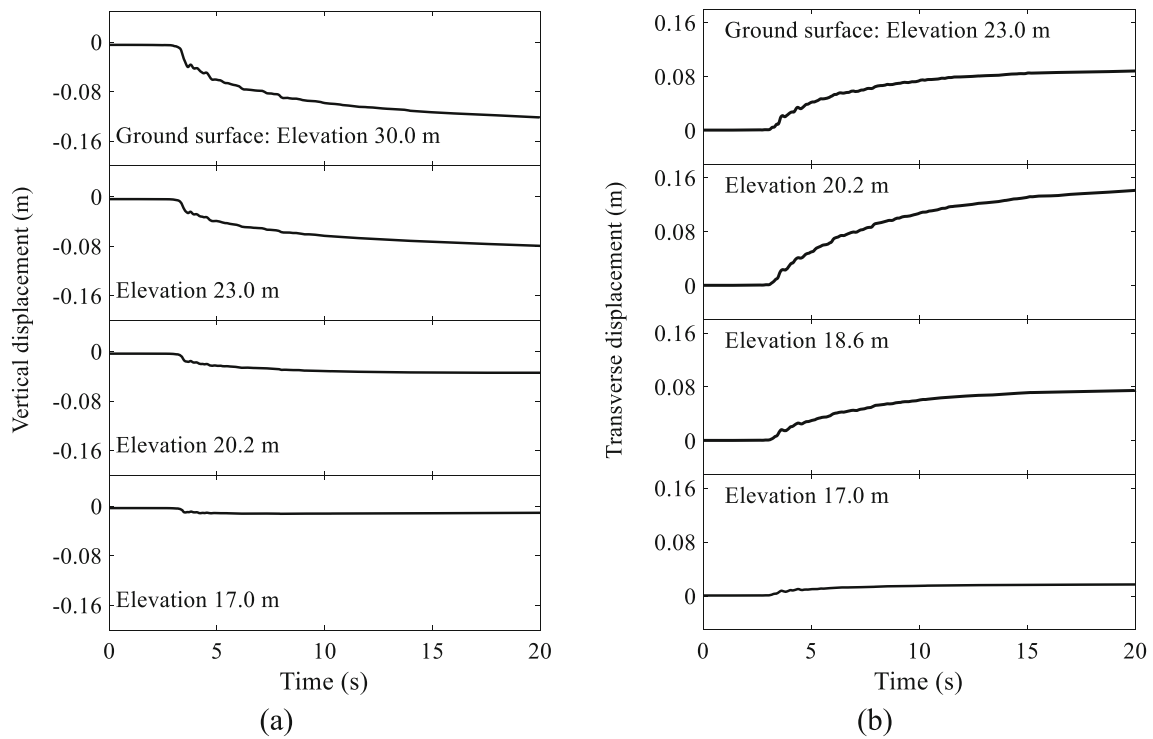 0
-0.08
-0.16
Ground surface: Elevation 30.0 m
0
-0.08
-0.16
Elevation 23.0 m
0
-0.08
-0.16
Elevation 20.2 m
0
-0.08
-0.16
Elevation 17.0 m
0 5 10 15 20
Vertical displacement (m)
Time (s)
(a)
0.16
0.08
0
Ground surface: Elevation 23.0 m
0.16
0.08
0
Elevation 20.2 m
0.16
0.08
0
Elevation 18.6 m
0.16
0.08
0
Elevation 17.0 m
0 5 10 15 20
Transverse displacement (m)
Time (s)
(b)